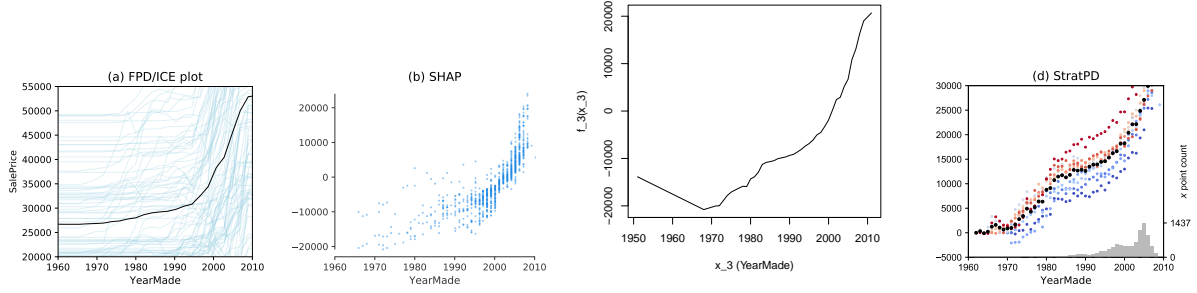 (a) FPD/ICE plot
55000
50000
45000
40000
35000
30000
25000
20000
SalePrice
1960 1970 1980 1990 2000 2010
YearMade
(b) SHAP
20000
10000
0
−10000
−20000
1960 1970 1980 1990 2000 2010
YearMade
20000
10000
0
-10000
-20000
f_3(x_3)
1950 1960 1970 1980 1990 2000 2010
x_3 (YearMade)
(d) StratPD
30000
25000
20000
15000
10000
5000
0
−5000
1437
0
x point count
1960 1970 1980 1990 2000 2010
YearMade